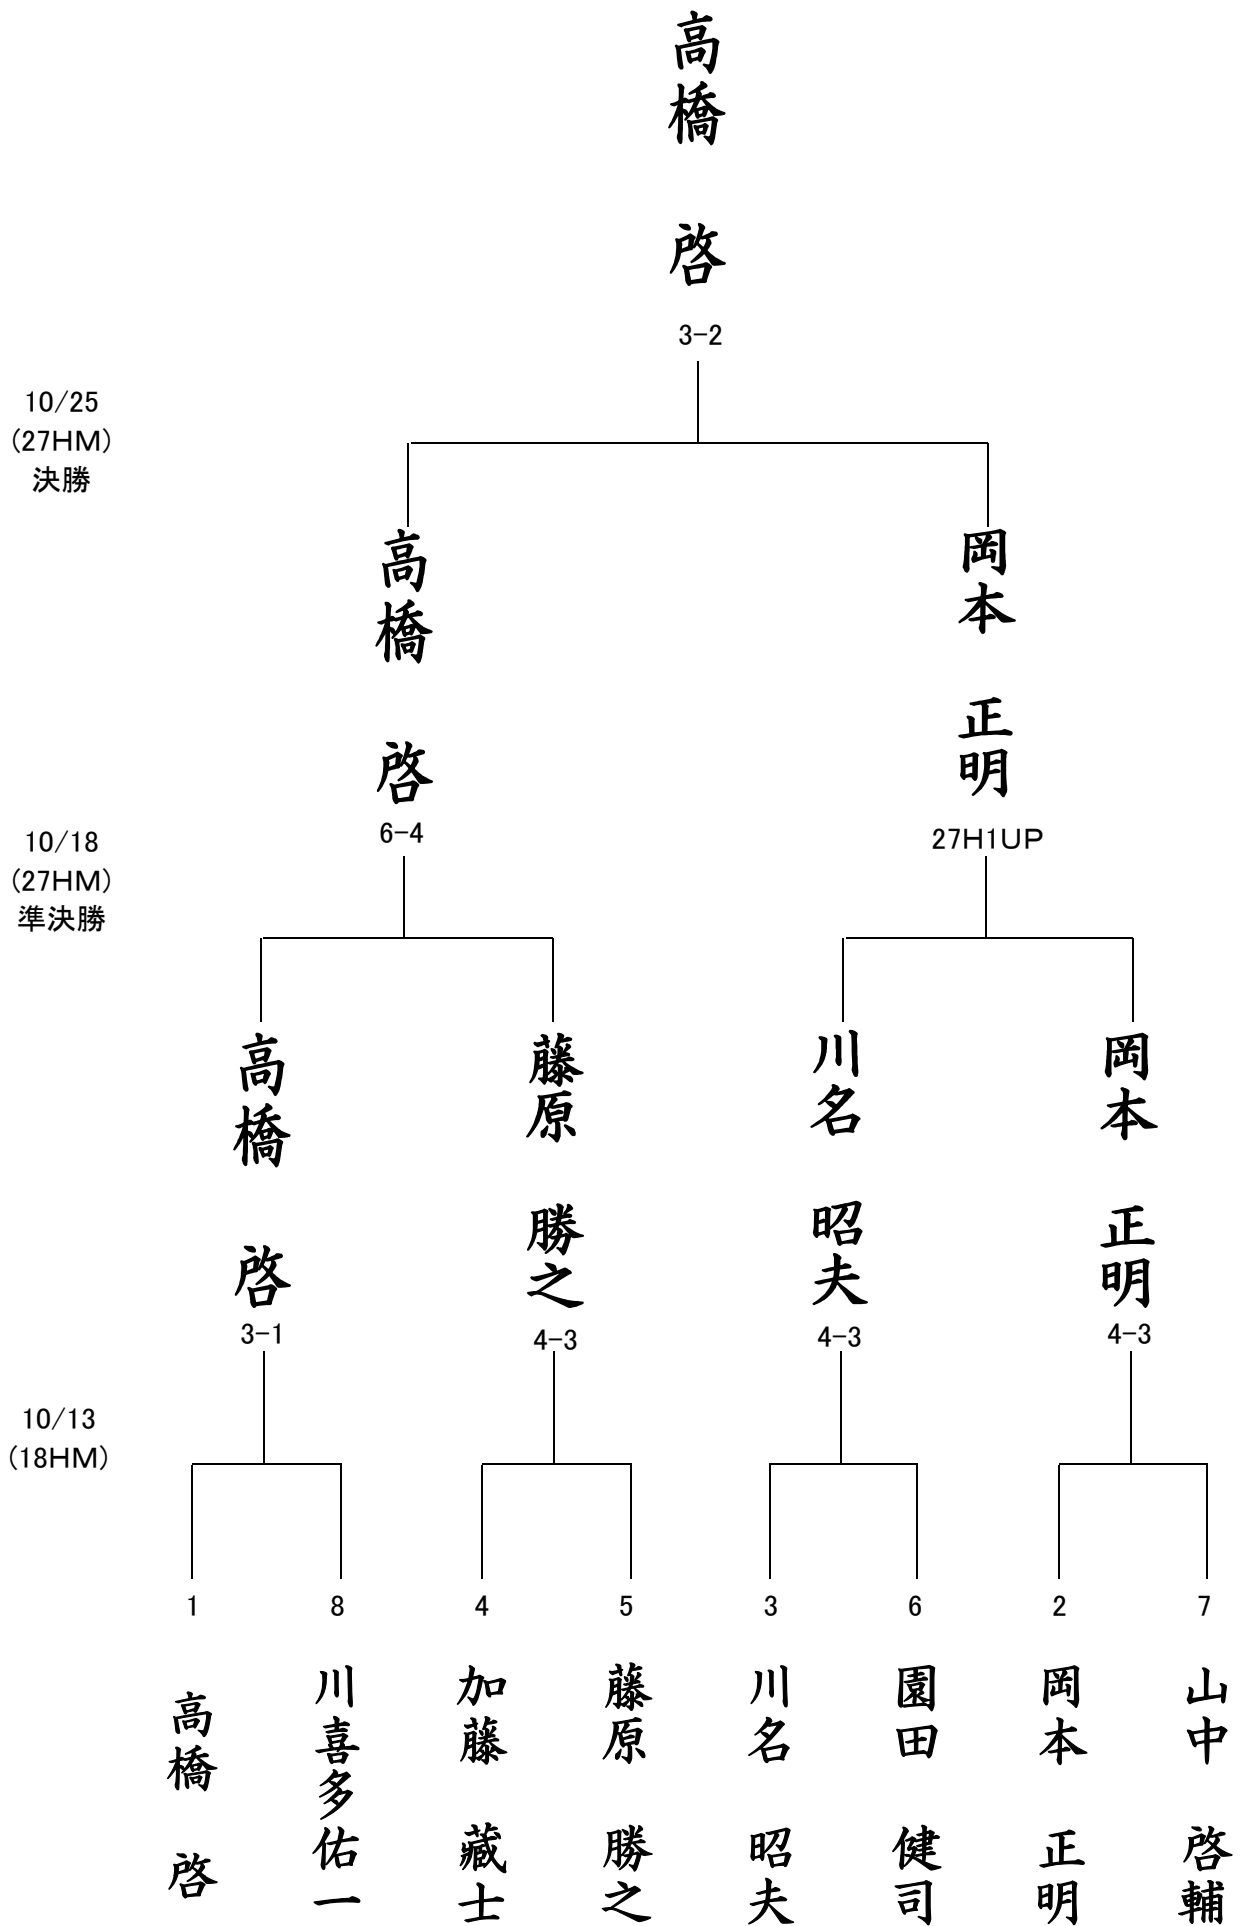 高橋 啓
3-2
10/25
(27HM)
決勝
高橋 啓
岡本 正明
6-4
27H1UP
10/18
(27HM)
準決勝
高橋 啓
藤原 勝之
川名 昭夫
岡本 正明
3-1
4-3
4-3
4-3
10/13
(18HM)
1
8
4
5
3
6
2
7
高橋 啓
川喜多佑一
加藤 藏士
藤原 勝之
川名 昭夫
園田 健司
岡本 正明
山中 啓輔